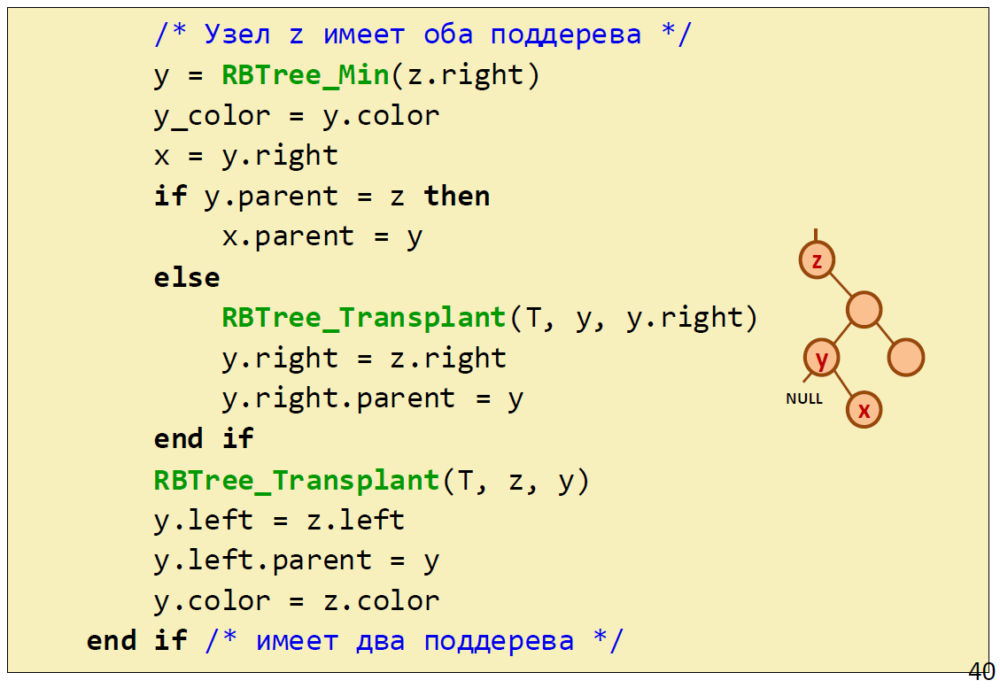 /* Узел z имеет оба поддерева */
y = RBTree_Min(z.right)
y_color = y.color
x = y.right
if y.parent = z then
    x.parent = y
else
    RBTree_Transplant(T, y, y.right)
    y.right = z.right
    y.right.parent = y
end if
RBTree_Transplant(T, z, y)
y.left = z.left
y.left.parent = y
y.color = z.color
end if /* имеет два поддерева */
z
y
NULL
x
40